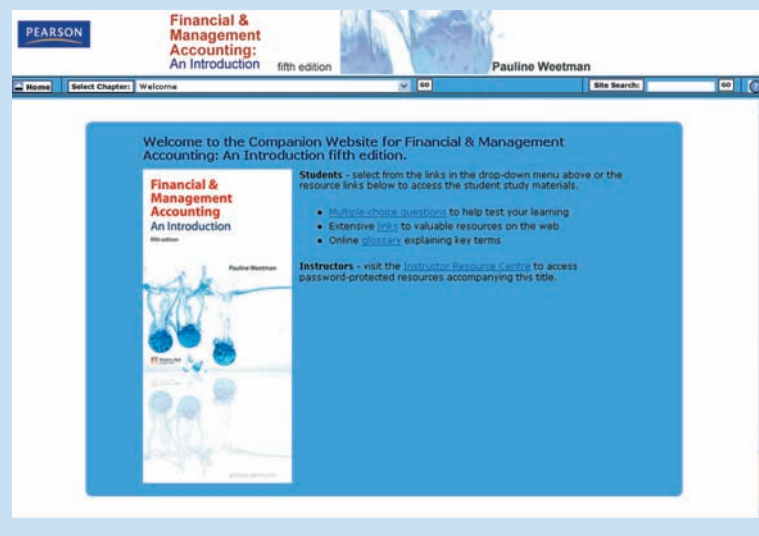 PEARSON
Financial &
Management
Accounting:
An Introduction fifth edition
Pauline Weetman
Home Select Chapter: Welcome GO Site Search: GO
Welcome to the Companion Website for Financial & Management
Accounting: An Introduction fifth edition.
Financial &
Management
Accounting
An Introduction
fifth edition
Pauline Weetman
Students - select from the links in the drop-down menu above or the
resource links below to access the student study materials.
• Multiple-choice questions to help test your learning
• Extensive links to valuable resources on the web
• Online glossary explaining key terms
Instructors - visit the Instructor Resource Centre to access
password-protected resources accompanying this title.